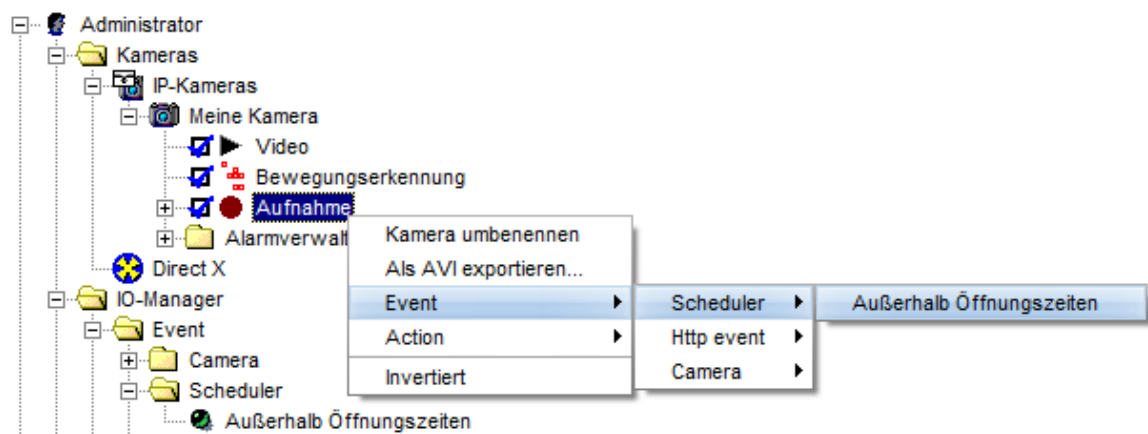 Administrator
Kameras
IP-Kameras
Meine Kamera
Video
Bewegungserkennung
Aufnahme
Alarmverwalt
Direct X
IO-Manager
Event
Camera
Scheduler
Außerhalb Öffnungszeiten
Kamera umbenennen
Als AVI exportieren...
Event
Action
Invertiert
Scheduler
Http event
Camera
Außerhalb Öffnungszeiten